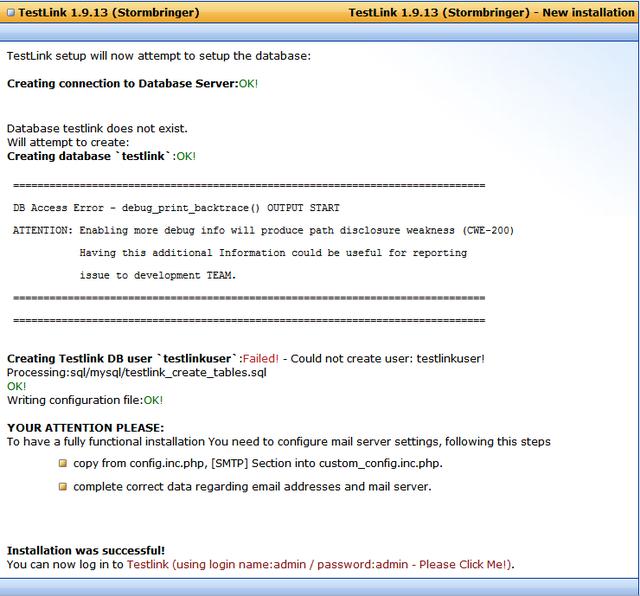 TestLink 1.9.13 (Stormbringer) TestLink 1.9.13 (Stormbringer) - New installation
TestLink setup will now attempt to setup the database:
Creating connection to Database Server:OK!
Database testlink does not exist.
Will attempt to create:
Creating database `testlink`:OK!
==============================================================================
DB Access Error - debug_print_backtrace() OUTPUT START
ATTENTION: Enabling more debug info will produce path disclosure weakness (CWE-200)
Having this additional Information could be useful for reporting
issue to development TEAM.
==============================================================================
==============================================================================
Creating Testlink DB user `testlinkuser`:Failed! - Could not create user: testlinkuser!
Processing:sql/mysql/testlink_create_tables.sql
OK!
Writing configuration file:OK!
YOUR ATTENTION PLEASE:
To have a fully functional installation You need to configure mail server settings, following this steps
copy from config.inc.php, [SMTP] Section into custom_config.inc.php.
complete correct data regarding email addresses and mail server.
Installation was successful!
You can now log in to Testlink (using login name:admin / password:admin - Please Click Me!).